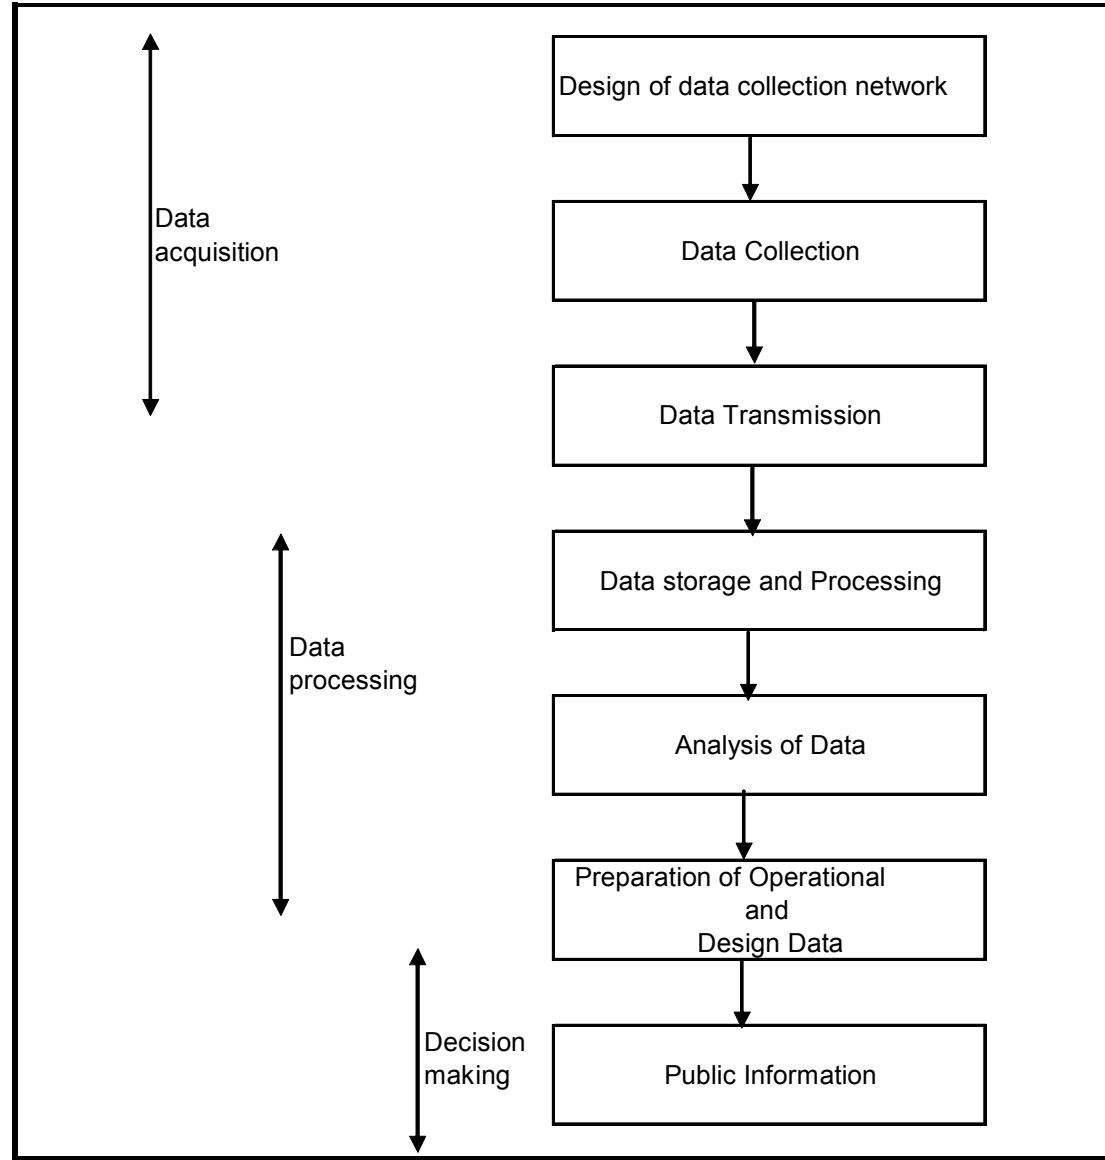 Design of data collection network
Data
acquisition
Data Collection
Data Transmission
Data storage and Processing
Data
processing
Analysis of Data
Preparation of Operational
and
Design Data
Decision
making
Public Information